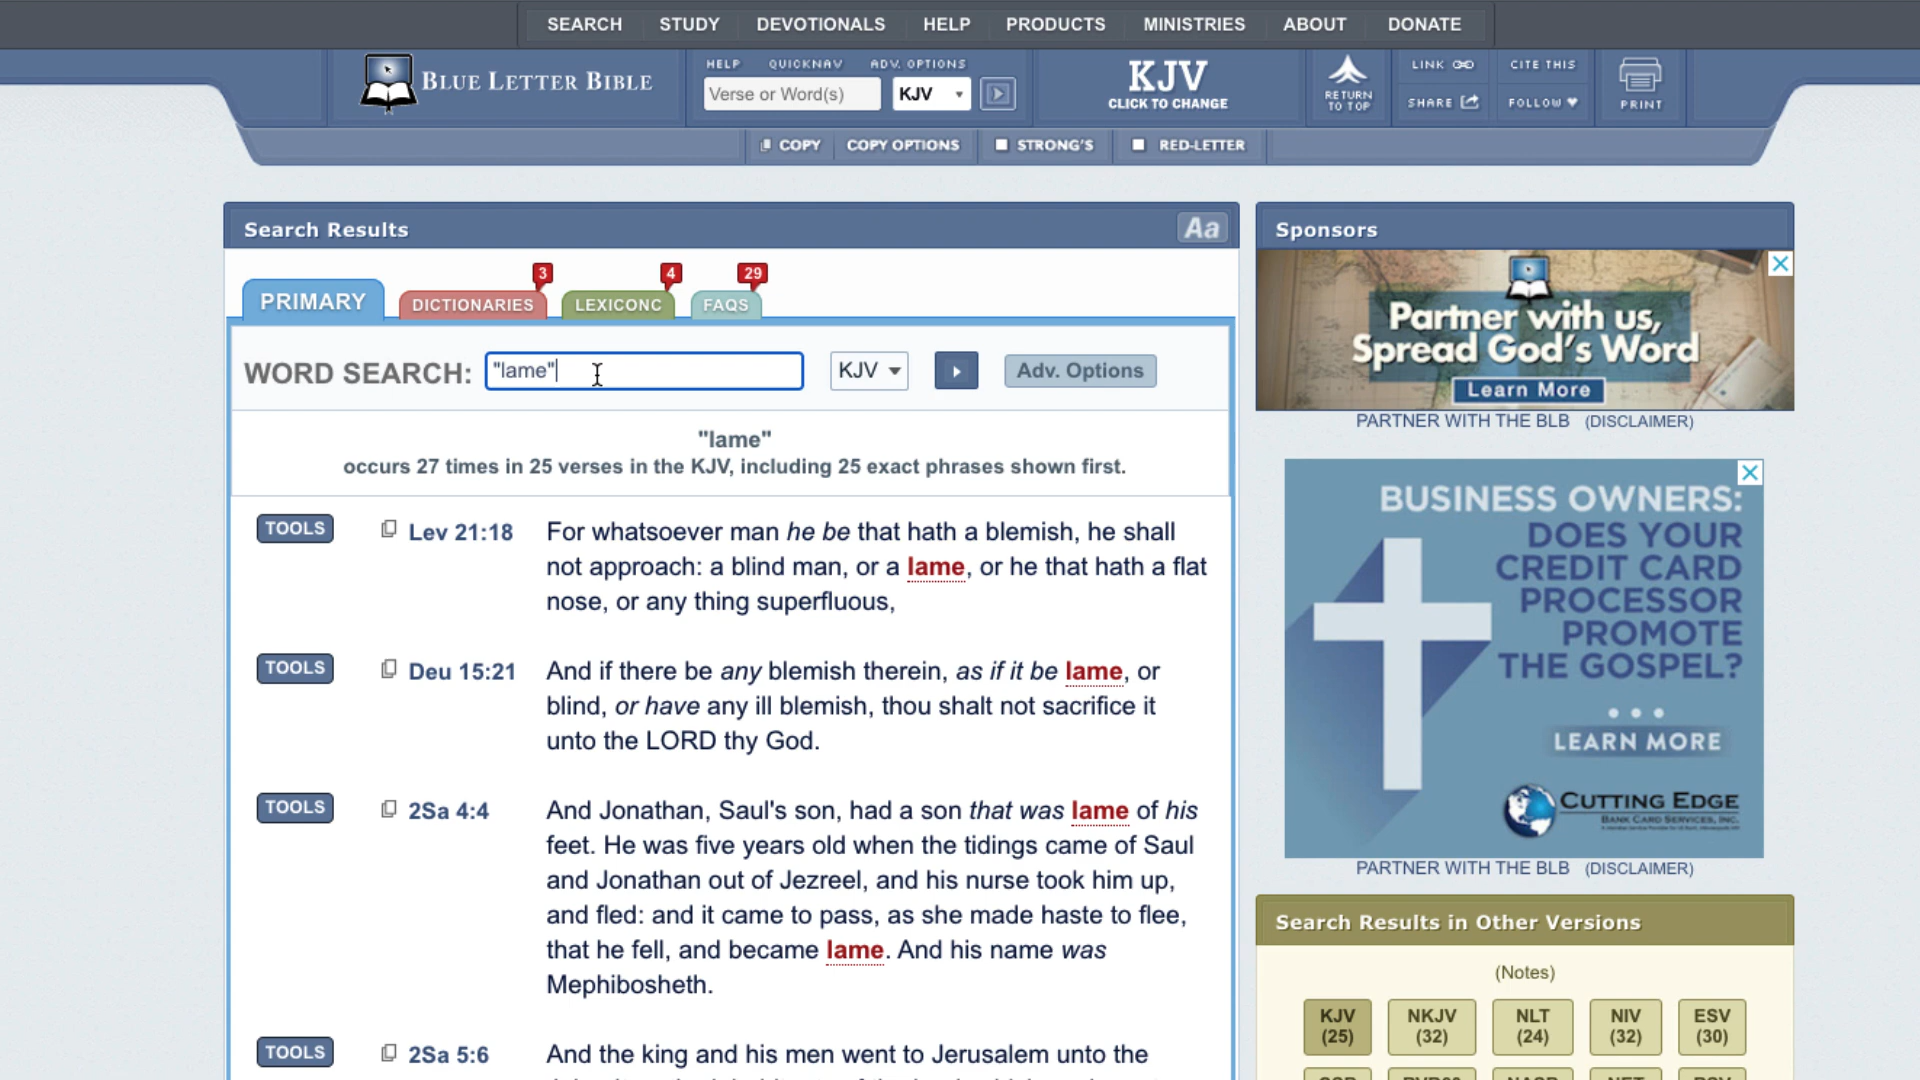 SEARCH STUDY DEVOTIONALS HELP PRODUCTS MINISTRIES ABOUT DONATE
BLUE LETTER BIBLE
HELP QUICKNAV ADV. OPTIONS
Verse or Word(s) KJV
KJV
CLICK TO CHANGE
RETURN
TO TOP
LINK CITE THIS
SHARE FOLLOW
PRINT
COPY COPY OPTIONS STRONG'S RED-LETTER
Search Results Aa
3 4 29
PRIMARY DICTIONARIES LEXICONC FAQS
WORD SEARCH: "lame" KJV Adv. Options
"lame"
occurs 27 times in 25 verses in the KJV, including 25 exact phrases shown first.
TOOLS Lev 21:18 For whatsoever man he be that hath a blemish, he shall
not approach: a blind man, or a lame, or he that hath a flat
nose, or any thing superfluous,
TOOLS Deu 15:21 And if there be any blemish therein, as if it be lame, or
blind, or have any ill blemish, thou shalt not sacrifice it
unto the LORD thy God.
TOOLS 2Sa 4:4 And Jonathan, Saul's son, had a son that was lame of his
feet. He was five years old when the tidings came of Saul
and Jonathan out of Jezreel, and his nurse took him up,
and fled: and it came to pass, as she made haste to flee,
that he fell, and became lame. And his name was
Mephibosheth.
TOOLS 2Sa 5:6 And the king and his men went to Jerusalem unto the
Sponsors
Partner with us,
Spread God's Word
Learn More
PARTNER WITH THE BLB (DISCLAIMER)
BUSINESS OWNERS:
DOES YOUR
CREDIT CARD
PROCESSOR
PROMOTE
THE GOSPEL?
LEARN MORE
CUTTING EDGE
BANK CARD SERVICES, INC.
PARTNER WITH THE BLB (DISCLAIMER)
Search Results in Other Versions
(Notes)
KJV NKJV NLT NIV ESV
(25) (32) (24) (32) (30)